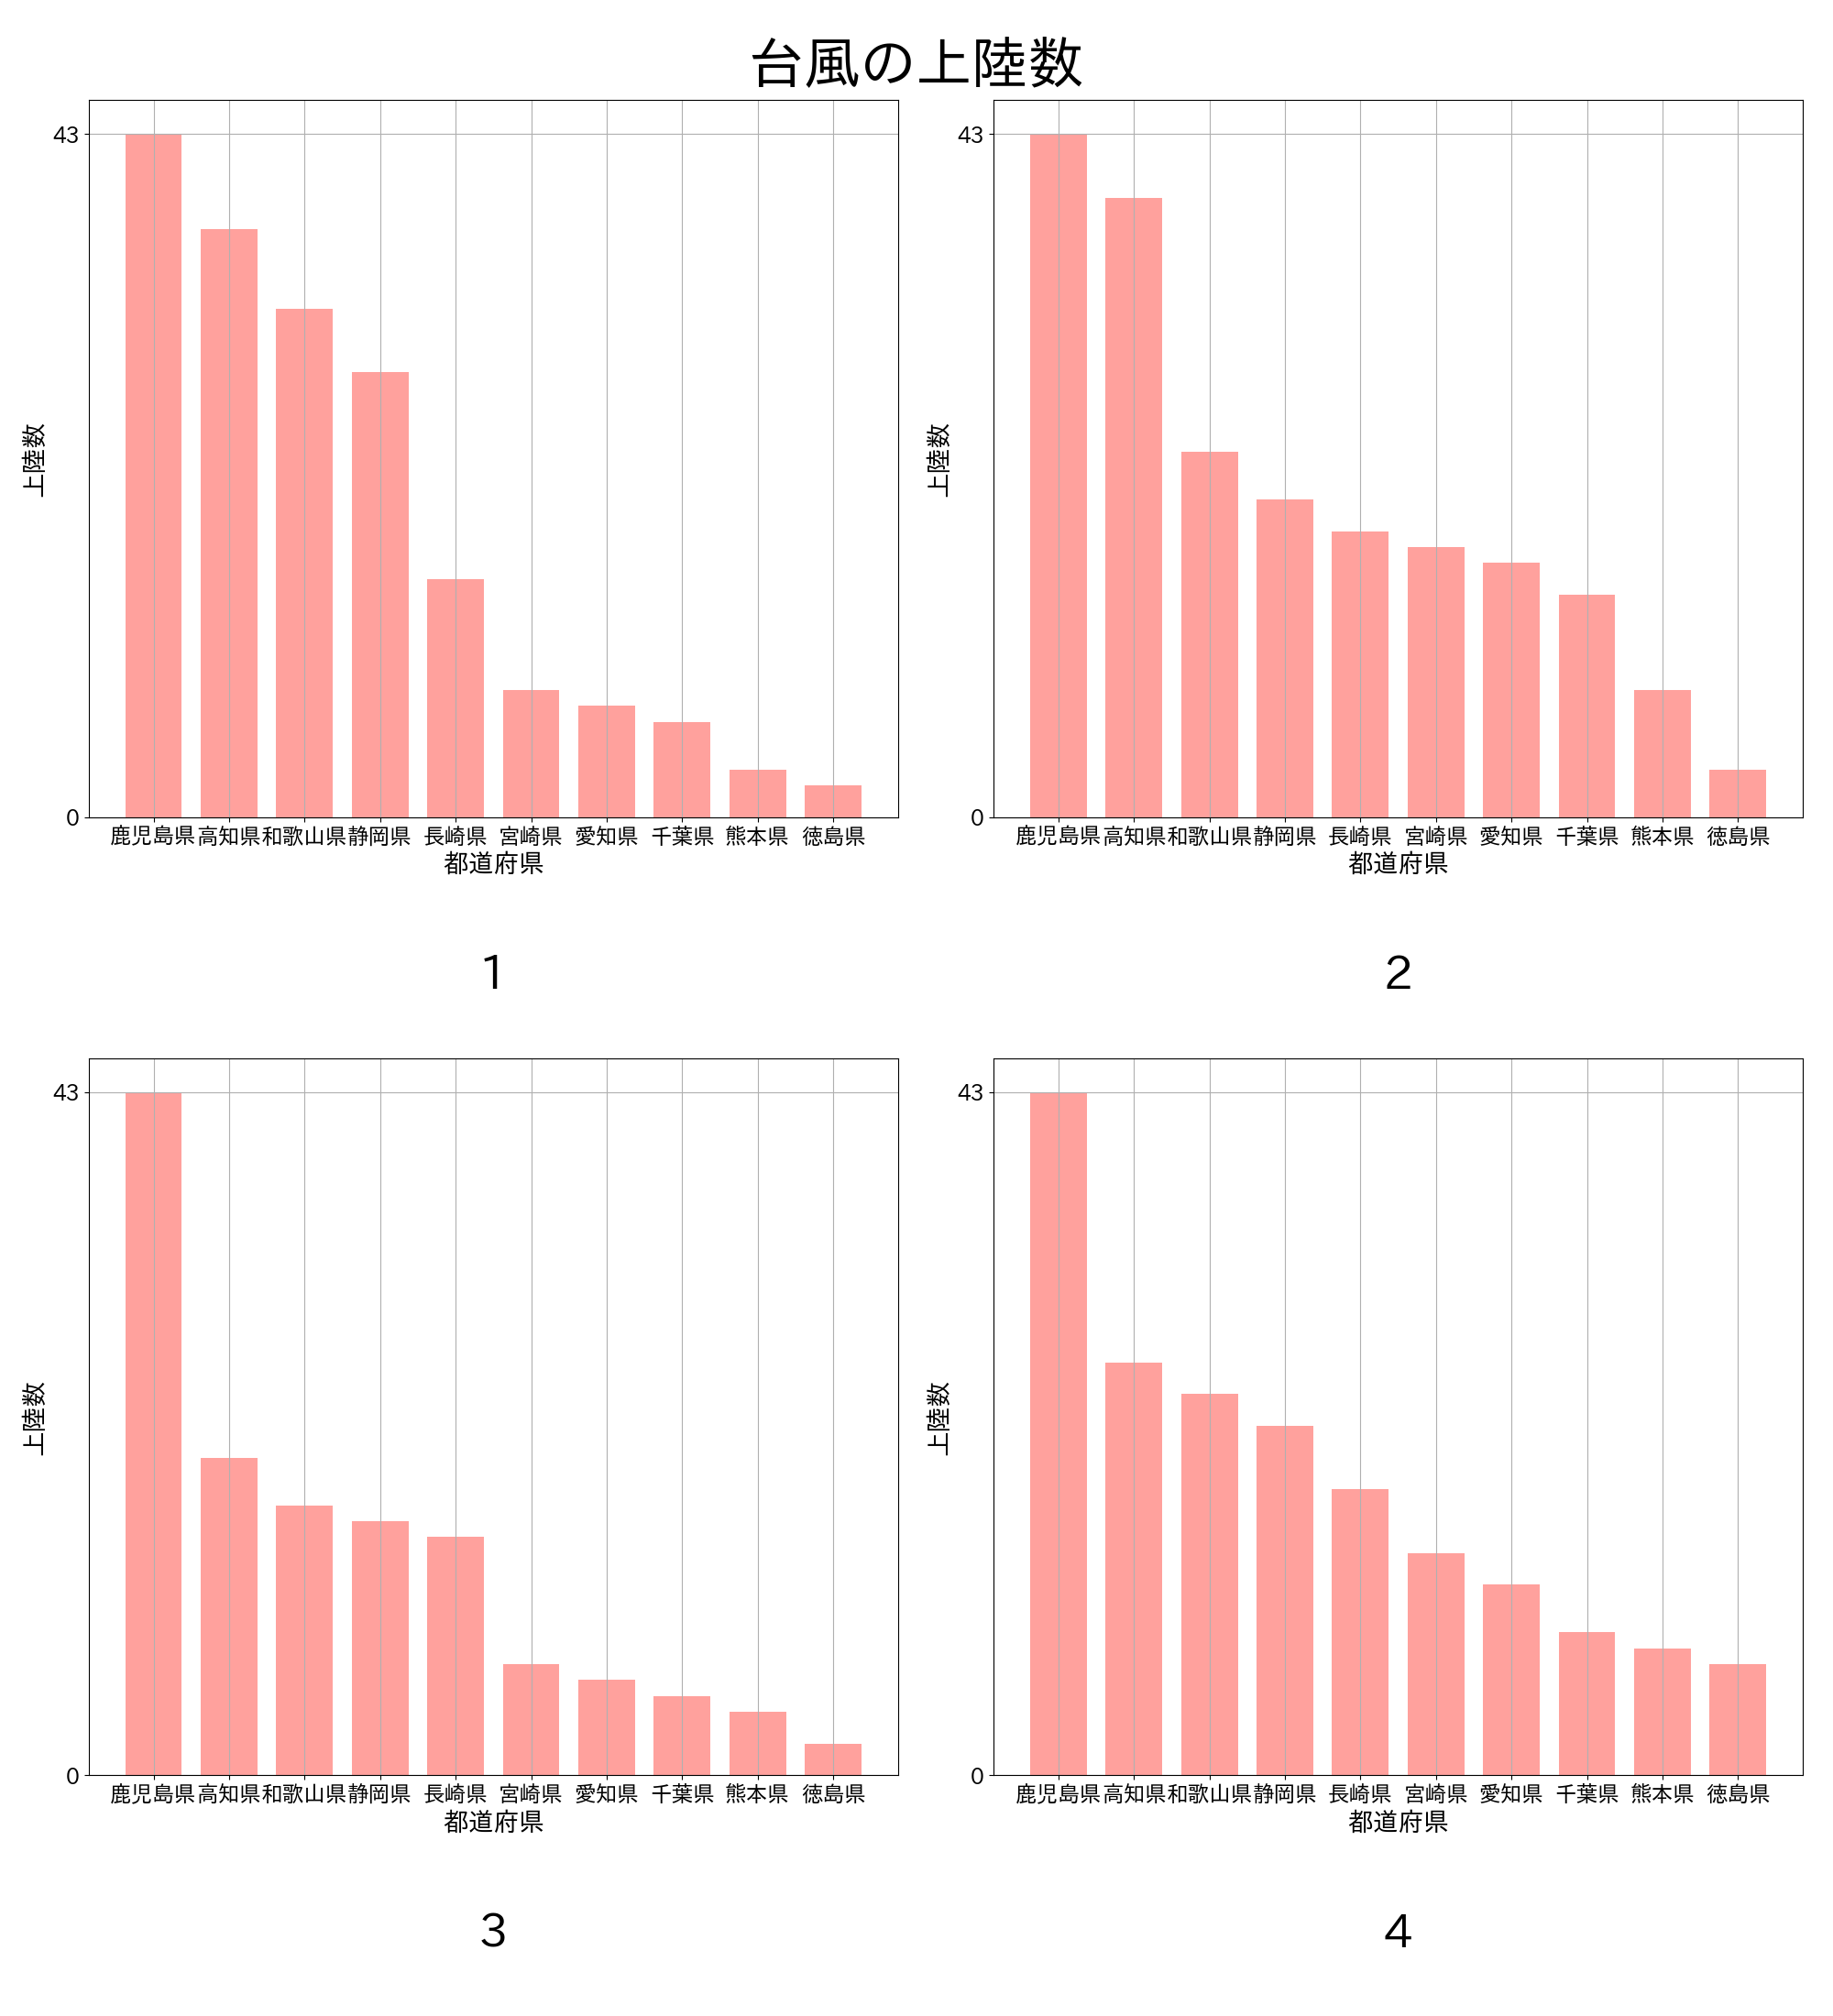 台風の上陸数
43
0
上陸数
鹿児島県 高知県 和歌山県 静岡県 長崎県 宮崎県 愛知県 千葉県 熊本県 徳島県
都道府県
1
43
0
上陸数
鹿児島県 高知県 和歌山県 静岡県 長崎県 宮崎県 愛知県 千葉県 熊本県 徳島県
都道府県
2
43
0
上陸数
鹿児島県 高知県 和歌山県 静岡県 長崎県 宮崎県 愛知県 千葉県 熊本県 徳島県
都道府県
3
43
0
上陸数
鹿児島県 高知県 和歌山県 静岡県 長崎県 宮崎県 愛知県 千葉県 熊本県 徳島県
都道府県
4